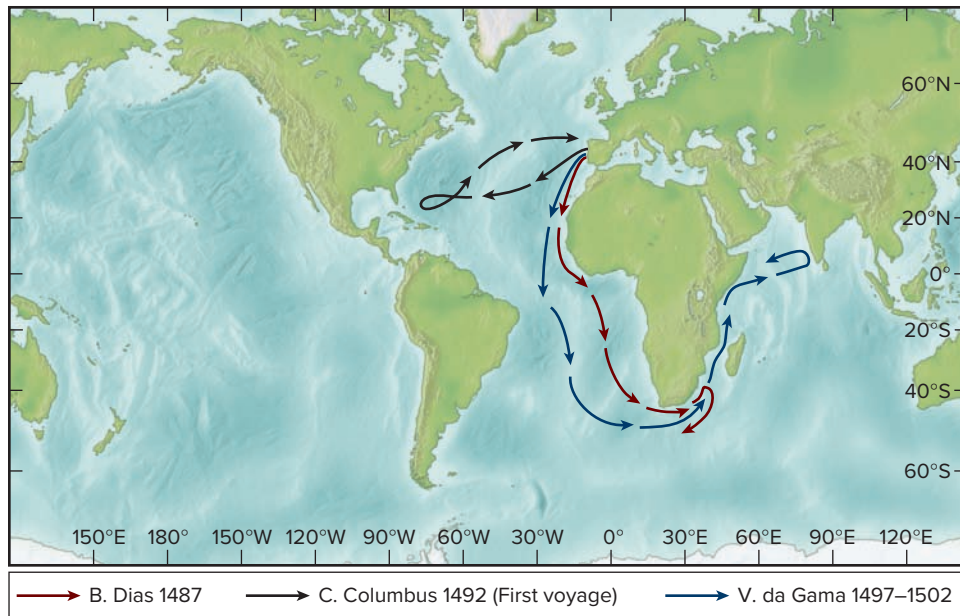 60°N
40°N
20°N
0°
20°S
40°S
60°S
150°E 180° 150°W 120°W 90°W 60°W 30°W 0° 30°E 60°E 90°E 120°E
B. Dias 1487 C. Columbus 1492 (First voyage) V. da Gama 1497–1502